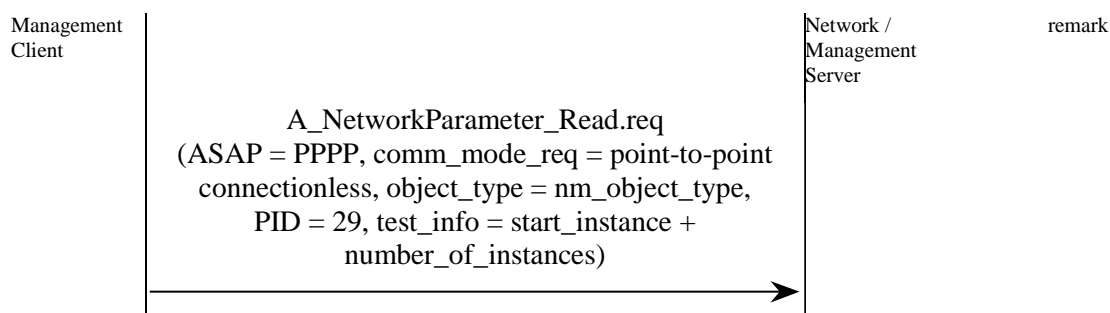 Management
Client
Network /
Management
Server
remark
A_NetworkParameter_Read.req
(ASAP = PPPP, comm_mode_req = point-to-point
connectionless, object_type = nm_object_type,
PID = 29, test_info = start_instance +
number_of_instances)